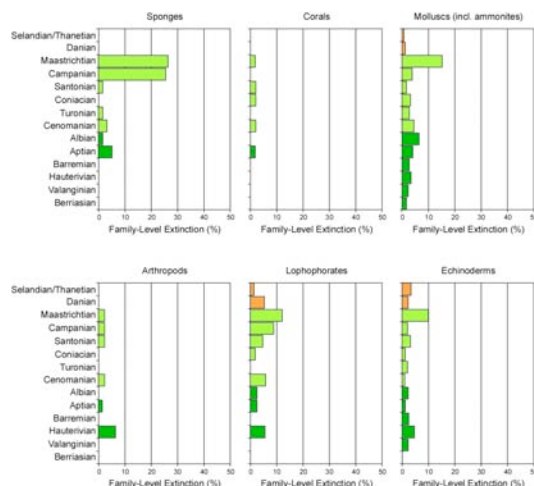 Sponges
Corals
Molluscs (incl. ammonites)
Selandian/Thanetian
Danian
Maastrichtian
Campanian
Santonian
Coniacian
Turonian
Cenomanian
Albian
Aptian
Barremian
Hauterivian
Valanginian
Berriasian
0 10 20 30 40 50
0 10 20 30 40 50
0 10 20 30 40 50
Family-Level Extinction (%)
Family-Level Extinction (%)
Family-Level Extinction (%)
Arthropods
Lophophorates
Echinoderms
Selandian/Thanetian
Danian
Maastrichtian
Campanian
Santonian
Coniacian
Turonian
Cenomanian
Albian
Aptian
Barremian
Hauterivian
Valanginian
Berriasian
0 10 20 30 40 50
0 10 20 30 40 50
0 10 20 30 40 50
Family-Level Extinction (%)
Family-Level Extinction (%)
Family-Level Extinction (%)